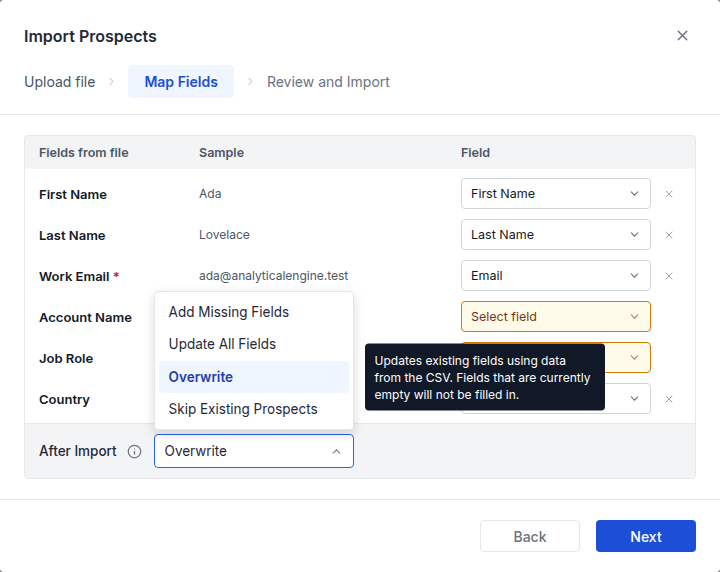 Import Prospects
Upload file
Map Fields
Review and Import
Fields from file
Sample
Field
First Name
Ada
First Name
Last Name
Lovelace
Last Name
Work Email *
ada@analyticalengine.test
Email
Account Name
Select field
Job Role
Country
Add Missing Fields
Update All Fields
Overwrite
Skip Existing Prospects
Updates existing fields using data
from the CSV. Fields that are currently
empty will not be filled in.
After Import
Overwrite
Back
Next